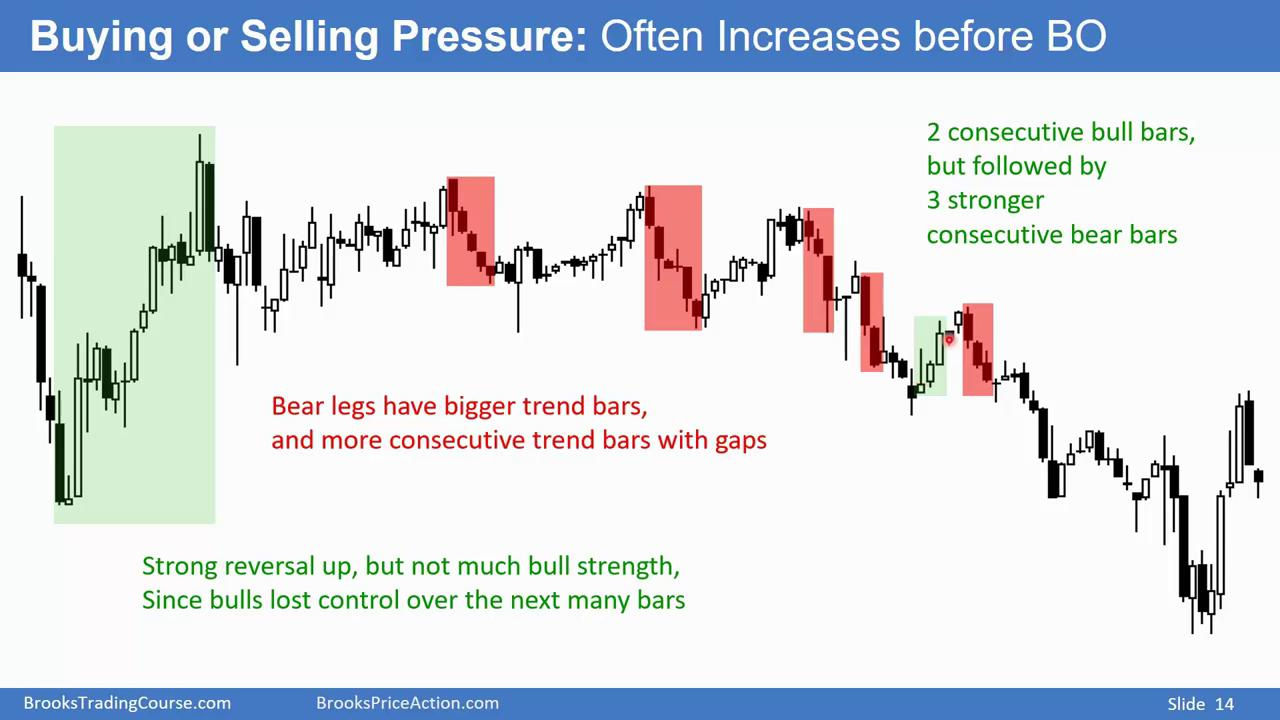 Buying or Selling Pressure: Often Increases before BO
2 consecutive bull bars,
but followed by
3 stronger
consecutive bear bars
Bear legs have bigger trend bars,
and more consecutive trend bars with gaps
Strong reversal up, but not much bull strength,
Since bulls lost control over the next many bars
BrooksTradingCourse.com
BrooksPriceAction.com
Slide 14